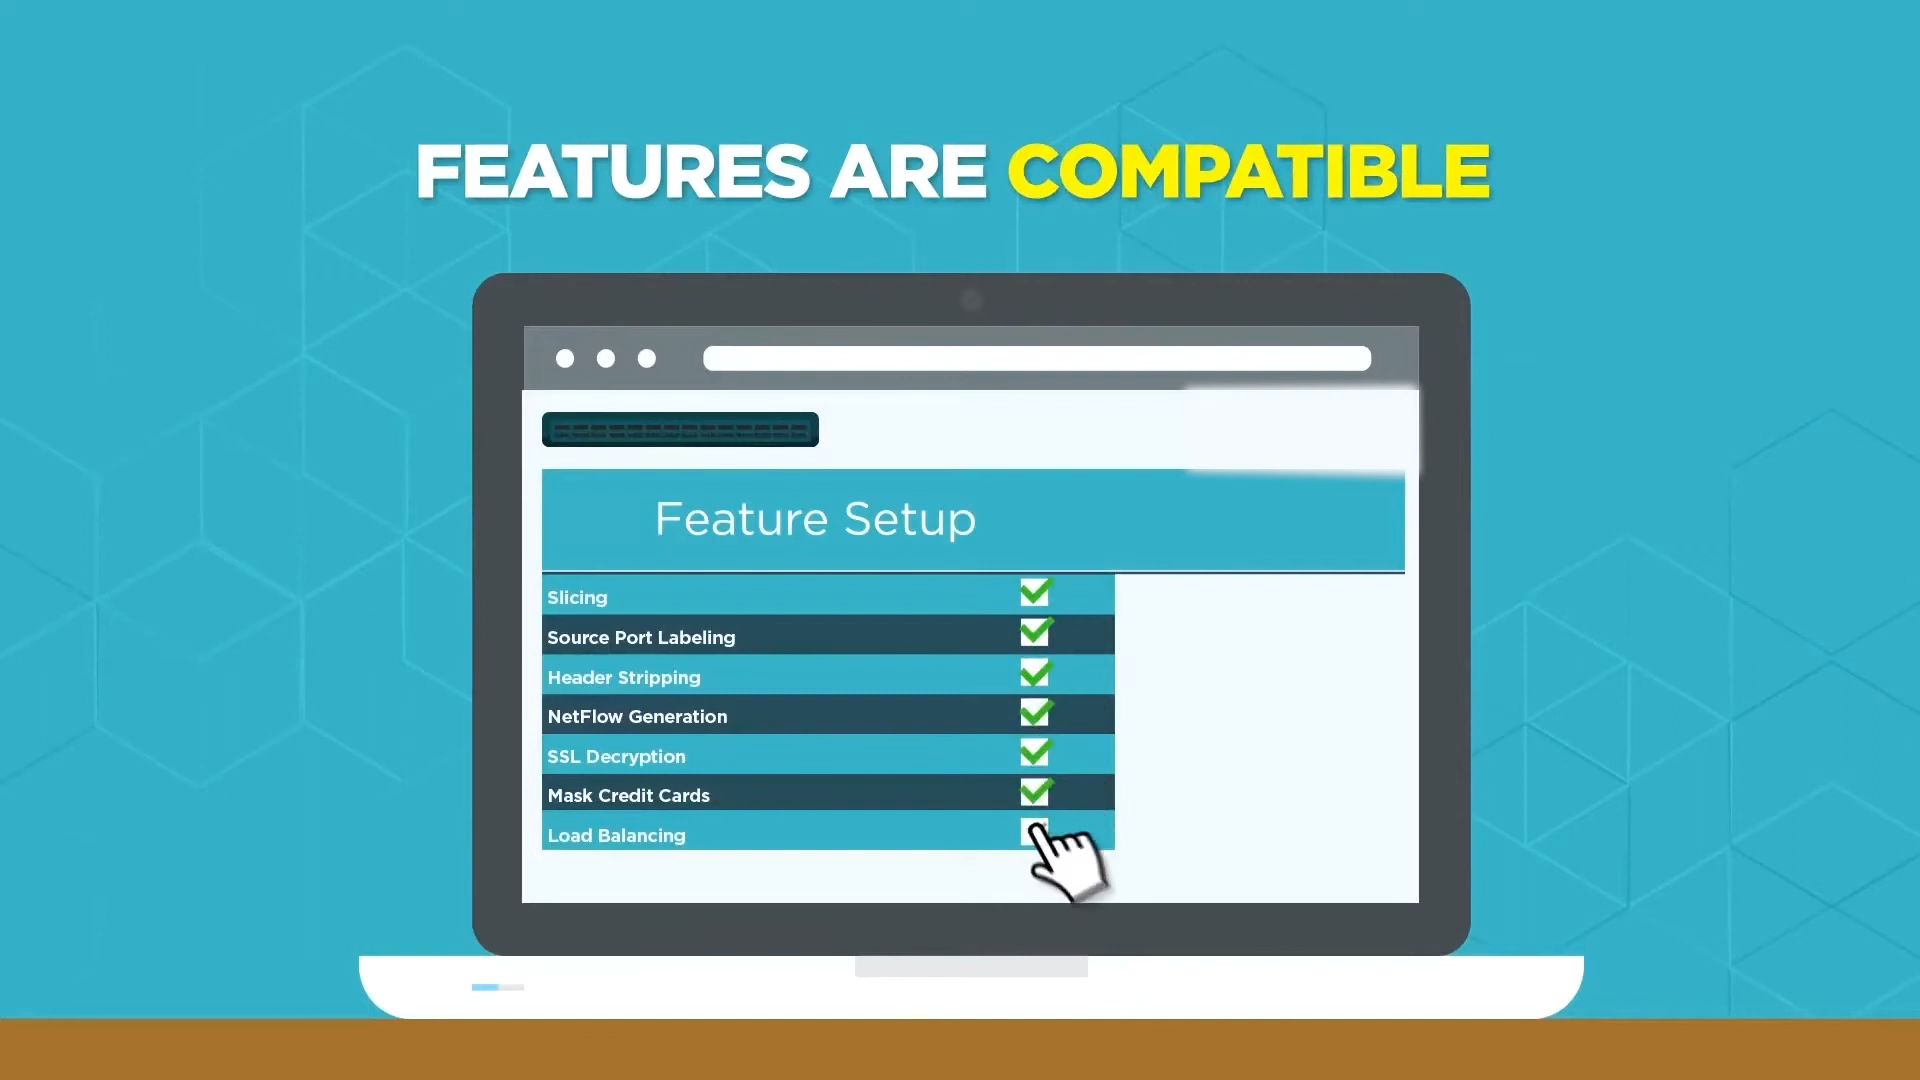 FEATURES ARE COMPATIBLE
Feature Setup
Slicing
Source Port Labeling
Header Stripping
NetFlow Generation
SSL Decryption
Mask Credit Cards
Load Balancing